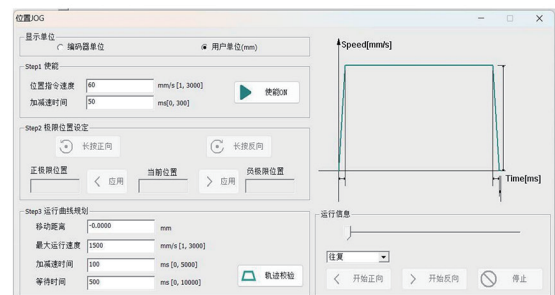 位置JOG
显示单位
编码器单位
用户单位(mm)
Step1 使能
位置指令速度 60 mm/s [1, 3000]
加减速时间 50 ms[0, 300]
使能ON
Step2 极限位置设定
长按正向
长按反向
正极限位置
当前位置
负极限位置
应用
应用
Step3 运行曲线规划
移动距离 -0.0000 mm
最大运行速度 1500 mm/s [1, 3000]
加减速时间 100 ms [0, 5000]
等待时间 500 ms [0, 10000]
轨迹校验
Speed[mm/s]
Time[ms]
运行信息
往复
开始正向
开始反向
停止